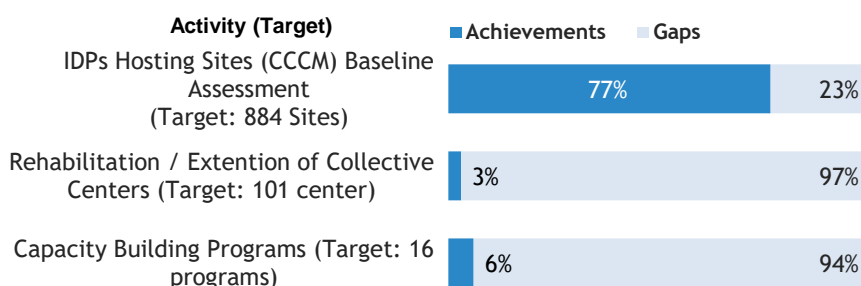 Activity (Target)
Achievements Gaps
IDPs Hosting Sites (CCCM) Baseline
Assessment
(Target: 884 Sites)
77% 23%
Rehabilitation / Extention of Collective
Centers (Target: 101 center)
3% 97%
Capacity Building Programs (Target: 16
programs)
6% 94%